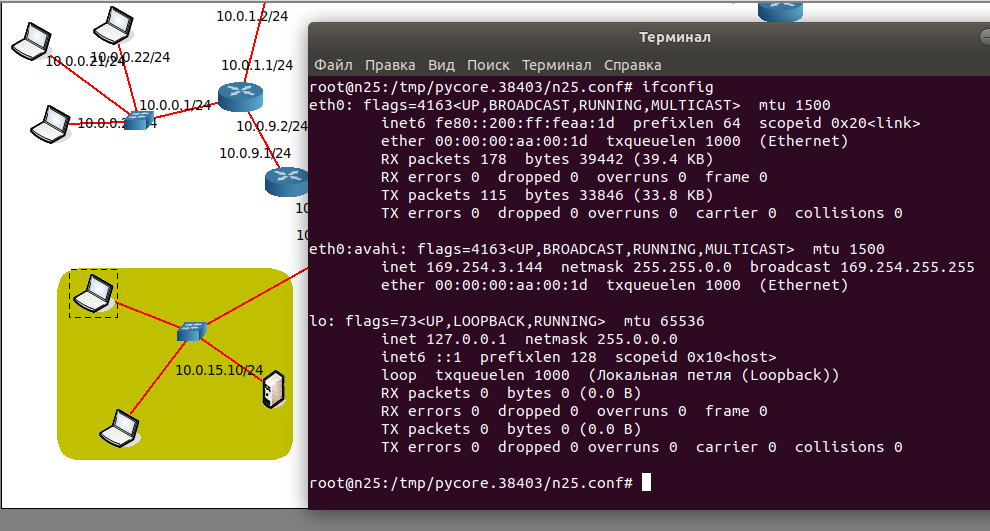 10.0.1.2/24
10.0.0.21/24
10.0.0.22/24
10.0.1.1/24
10.0.0.1/24
10.0.9.2/24
10.0.9.1/24
10.0.15.10/24
Терминал
Файл Правка Вид Поиск Терминал Справка
root@n25:/tmp/pycore.38403/n25.conf# ifconfig
eth0: flags=4163<UP,BROADCAST,RUNNING,MULTICAST>  mtu 1500
        inet6 fe80::200:ff:feaa:1d  prefixlen 64  scopeid 0x20<link>
        ether 00:00:00:aa:00:1d  txqueuelen 1000  (Ethernet)
        RX packets 178  bytes 39442 (39.4 KB)
        RX errors 0  dropped 0  overruns 0  frame 0
        TX packets 115  bytes 33846 (33.8 KB)
        TX errors 0  dropped 0 overruns 0  carrier 0  collisions 0
eth0:avahi: flags=4163<UP,BROADCAST,RUNNING,MULTICAST>  mtu 1500
        inet 169.254.3.144  netmask 255.255.0.0  broadcast 169.254.255.255
        ether 00:00:00:aa:00:1d  txqueuelen 1000  (Ethernet)
lo: flags=73<UP,LOOPBACK,RUNNING>  mtu 65536
        inet 127.0.0.1  netmask 255.0.0.0
        inet6 ::1  prefixlen 128  scopeid 0x10<host>
        loop  txqueuelen 1000  (Локальная петля (Loopback))
        RX packets 0  bytes 0 (0.0 B)
        RX errors 0  dropped 0  overruns 0  frame 0
        TX packets 0  bytes 0 (0.0 B)
        TX errors 0  dropped 0 overruns 0  carrier 0  collisions 0
root@n25:/tmp/pycore.38403/n25.conf#